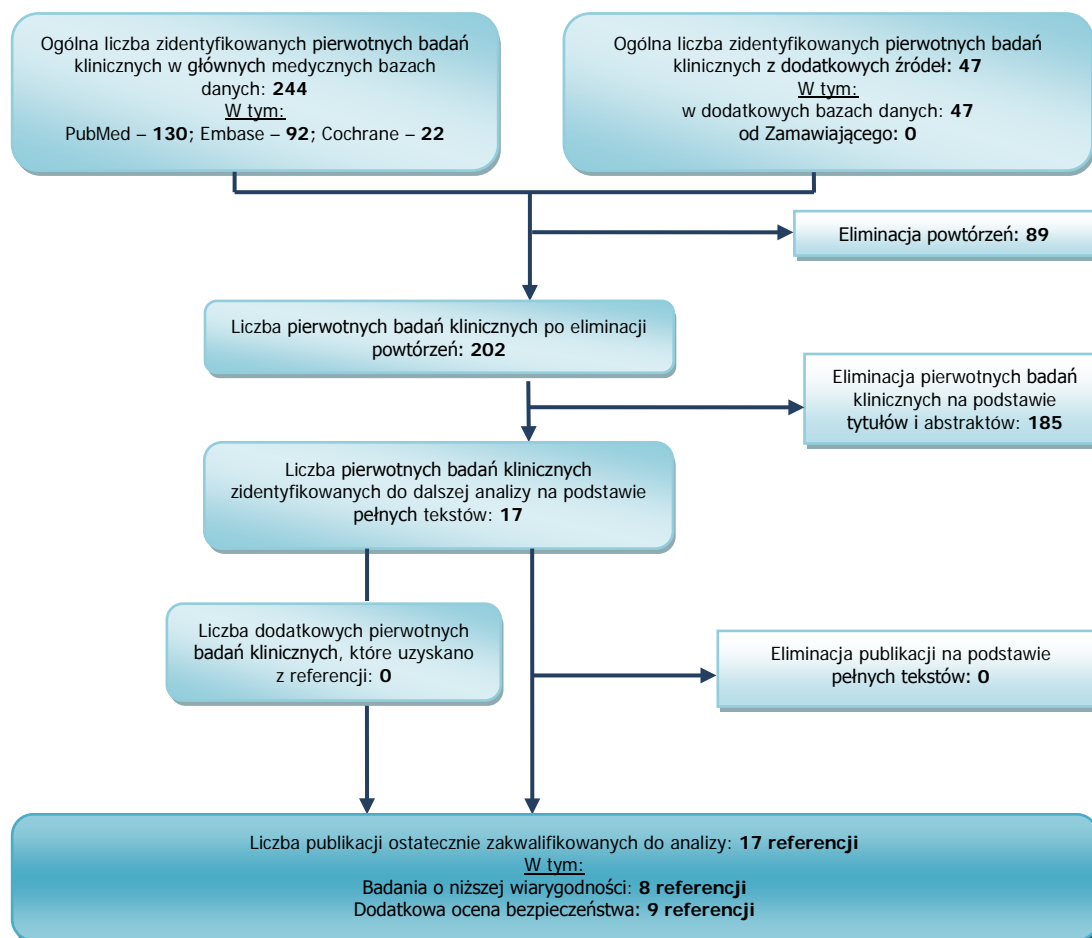 Ogólna liczba zidentyfikowanych pierwotnych badań
klinicznych w głównych medycznych bazach
danych: 244
W tym:
PubMed – 130; Embase – 92; Cochrane – 22
Ogólna liczba zidentyfikowanych pierwotnych badań
klinicznych z dodatkowych źródeł: 47
W tym:
w dodatkowych bazach danych: 47
od Zamawiającego: 0
Eliminacja powtórzeń: 89
Liczba pierwotnych badań klinicznych po eliminacji
powtórzeń: 202
Eliminacja pierwotnych badań
klinicznych na podstawie
tytułów i abstraktów: 185
Liczba pierwotnych badań klinicznych
zidentyfikowanych do dalszej analizy na podstawie
pełnych tekstów: 17
Liczba dodatkowych pierwotnych
badań klinicznych, które uzyskano
z referencji: 0
Eliminacja publikacji na podstawie
pełnych tekstów: 0
Liczba publikacji ostatecznie zakwalifikowanych do analizy: 17 referencji
W tym:
Badania o niższej wiarygodności: 8 referencji
Dodatkowa ocena bezpieczeństwa: 9 referencji